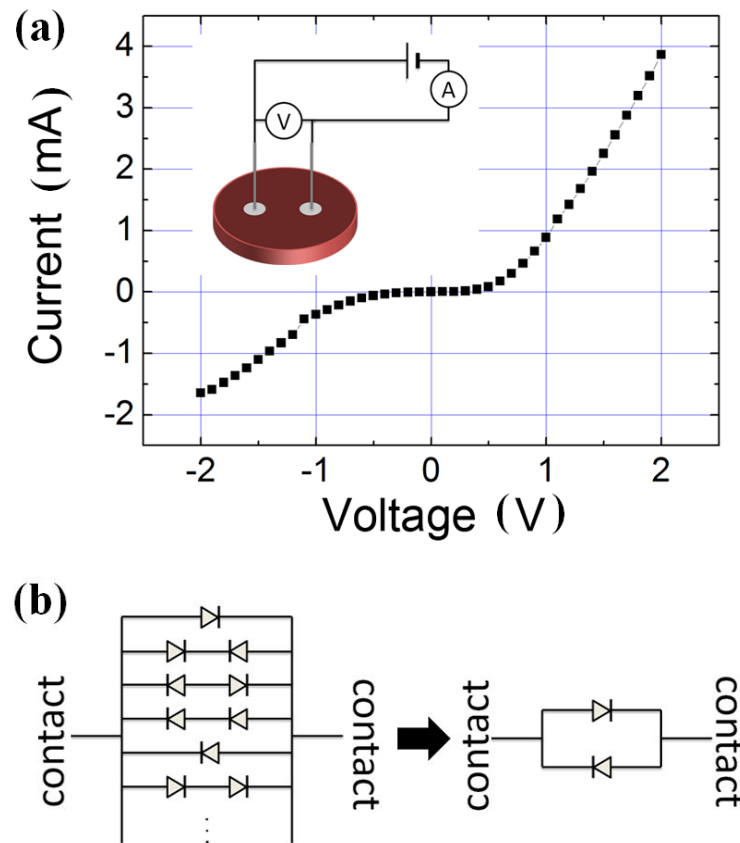 (a)
4
3
2
1
0
-1
-2
Current (mA)
A
V
-2 -1 0 1 2
Voltage (V)
(b)
contact
contact
contact
contact